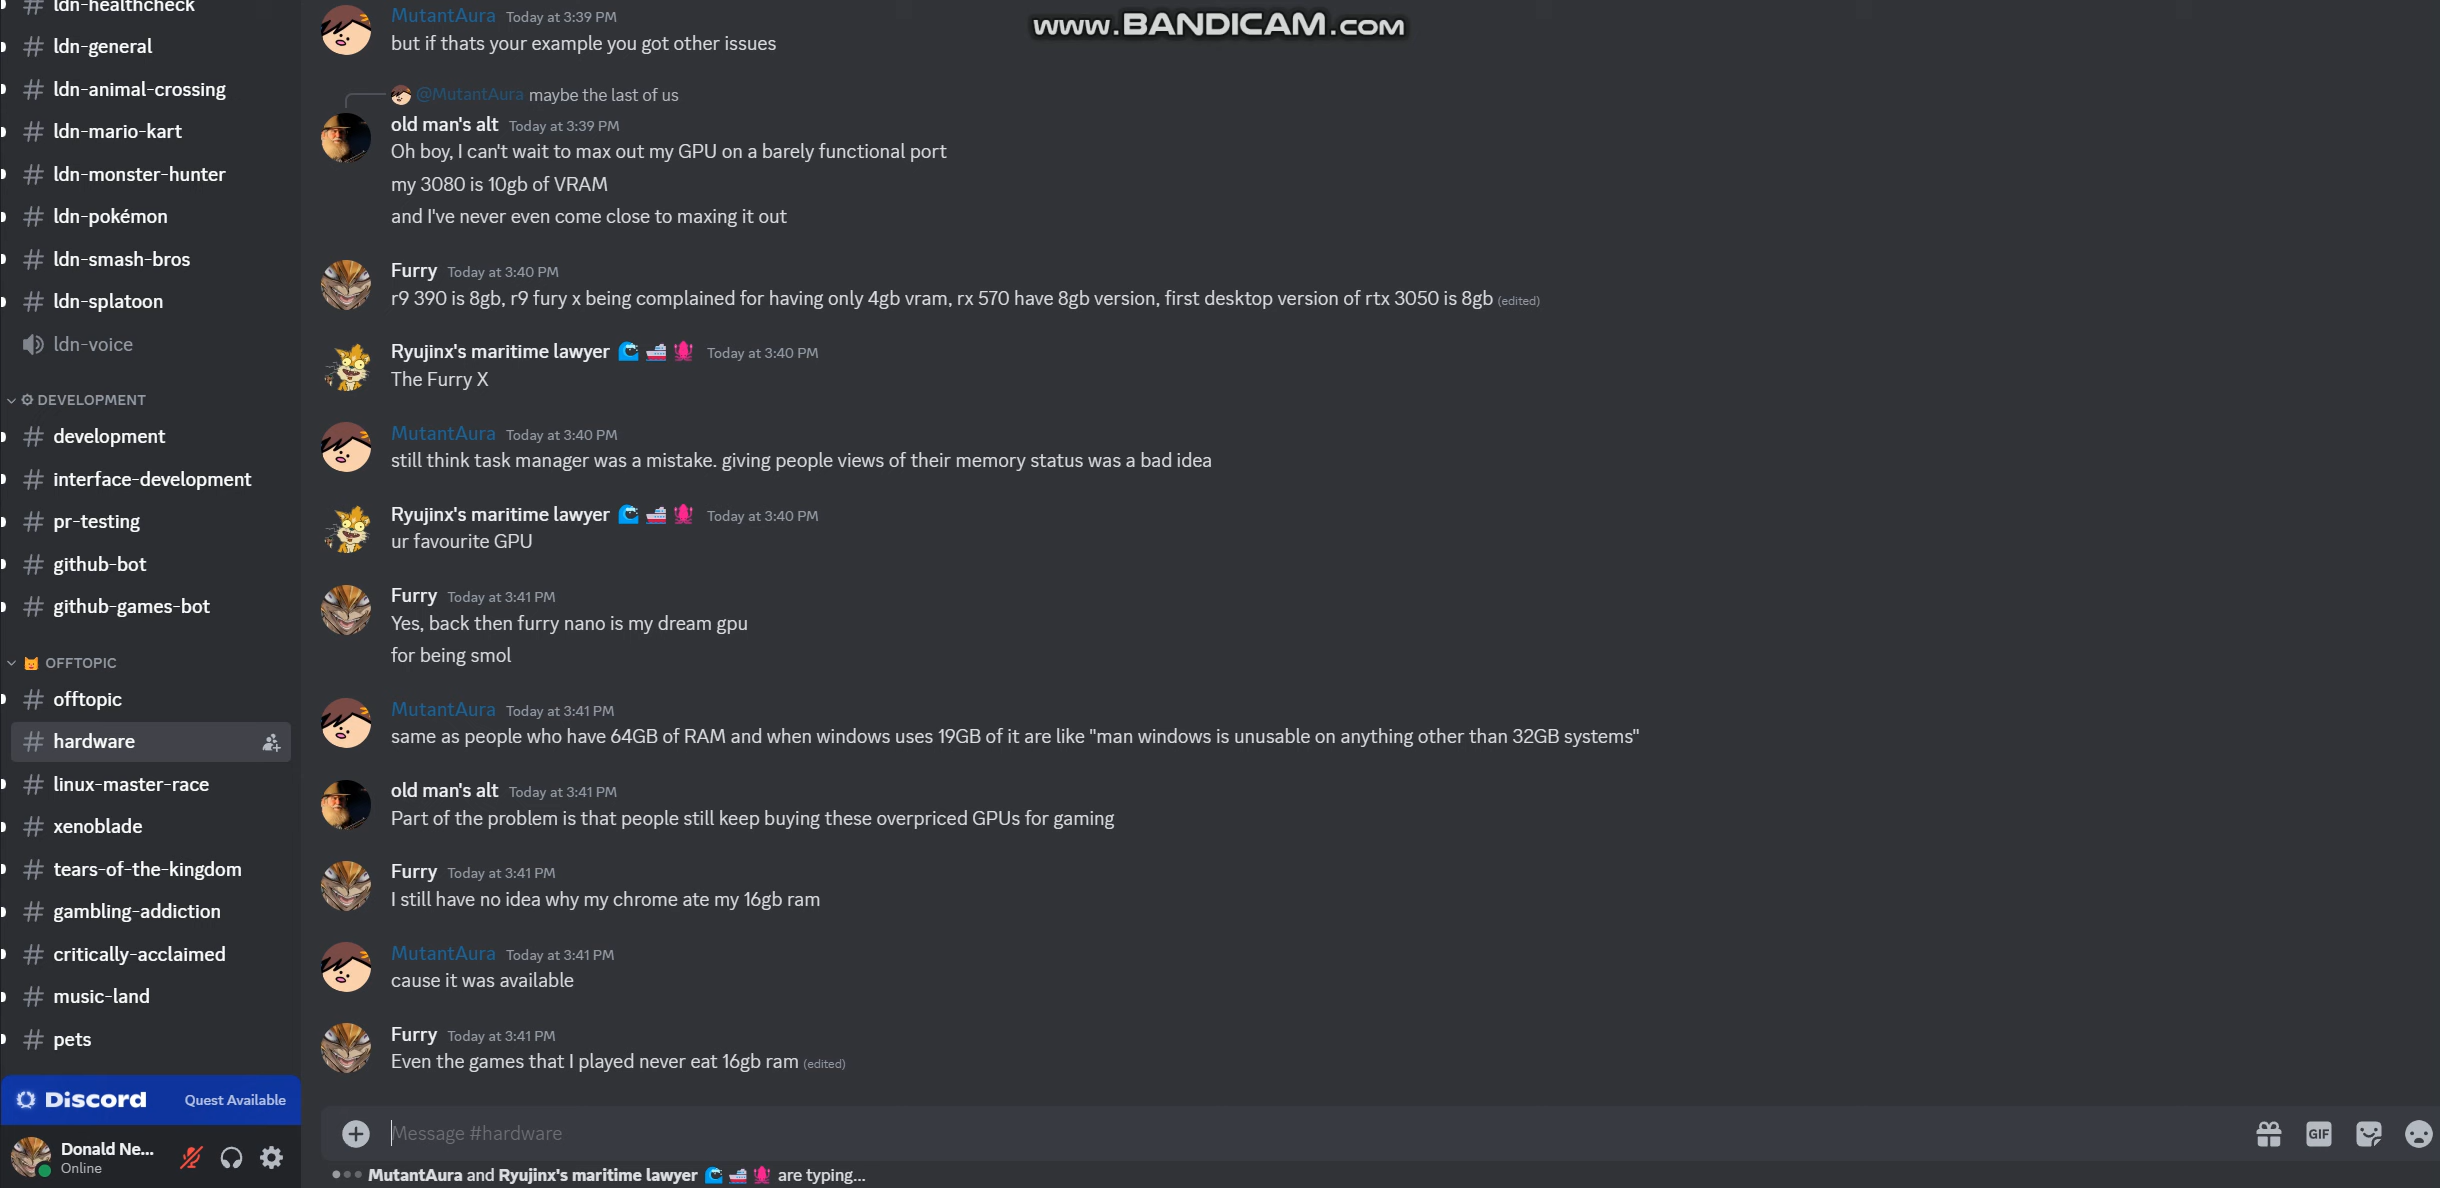 ldn-healthcheck
ldn-general
ldn-animal-crossing
ldn-mario-kart
ldn-monster-hunter
ldn-pokémon
ldn-smash-bros
ldn-splatoon
ldn-voice
DEVELOPMENT
development
interface-development
pr-testing
github-bot
github-games-bot
OFFTOPIC
offtopic
hardware
linux-master-race
xenoblade
tears-of-the-kingdom
gambling-addiction
critically-acclaimed
music-land
pets
Discord Quest Available
Donald Ne...
Online
www.BANDICAM.com
MutantAura Today at 3:39 PM
but if thats your example you got other issues
@MutantAura maybe the last of us
old man's alt Today at 3:39 PM
Oh boy, I can't wait to max out my GPU on a barely functional port
my 3080 is 10gb of VRAM
and I've never even come close to maxing it out
Furry Today at 3:40 PM
r9 390 is 8gb, r9 fury x being complained for having only 4gb vram, rx 570 have 8gb version, first desktop version of rtx 3050 is 8gb (edited)
Ryujinx's maritime lawyer Today at 3:40 PM
The Furry X
MutantAura Today at 3:40 PM
still think task manager was a mistake. giving people views of their memory status was a bad idea
Ryujinx's maritime lawyer Today at 3:40 PM
ur favourite GPU
Furry Today at 3:41 PM
Yes, back then furry nano is my dream gpu
for being smol
MutantAura Today at 3:41 PM
same as people who have 64GB of RAM and when windows uses 19GB of it are like "man windows is unusable on anything other than 32GB systems"
old man's alt Today at 3:41 PM
Part of the problem is that people still keep buying these overpriced GPUs for gaming
Furry Today at 3:41 PM
I still have no idea why my chrome ate my 16gb ram
MutantAura Today at 3:41 PM
cause it was available
Furry Today at 3:41 PM
Even the games that I played never eat 16gb ram (edited)
Message #hardware
GIF
MutantAura and Ryujinx's maritime lawyer are typing...